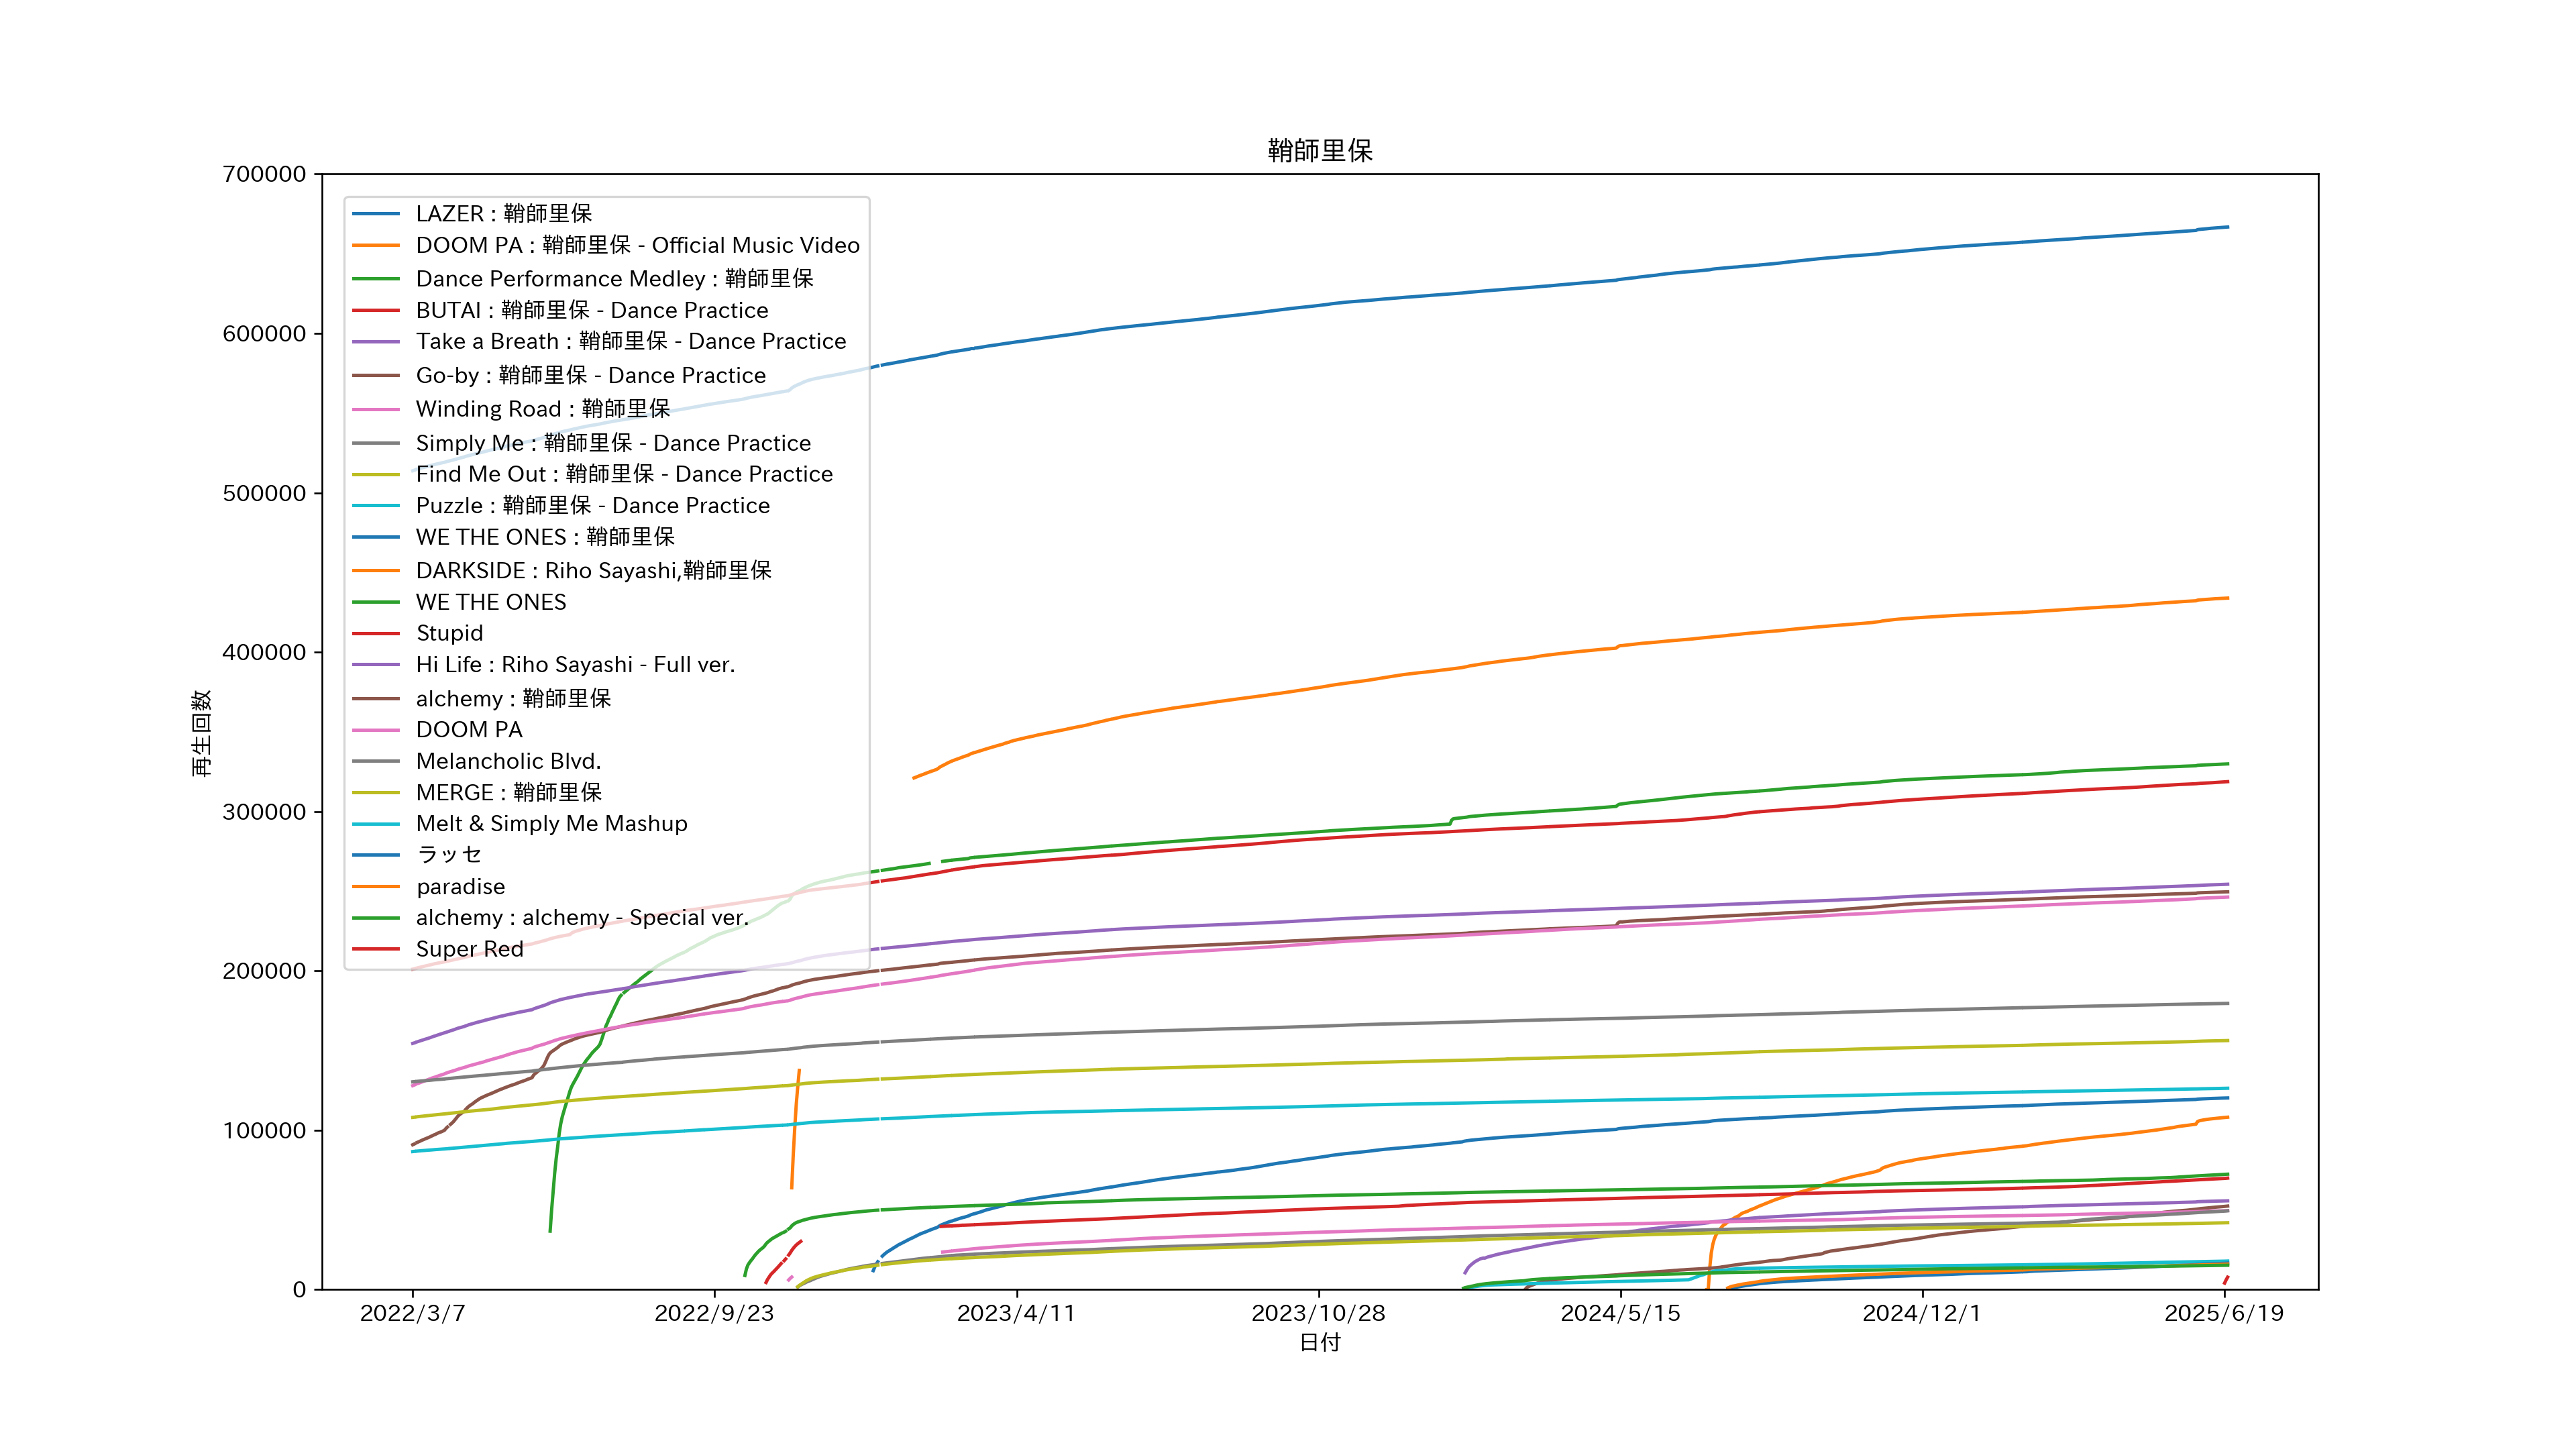 鞘師里保
700000
600000
500000
400000
300000
200000
100000
0
再生回数
LAZER : 鞘師里保
DOOM PA : 鞘師里保 - Official Music Video
Dance Performance Medley : 鞘師里保
BUTAI : 鞘師里保 - Dance Practice
Take a Breath : 鞘師里保 - Dance Practice
Go-by : 鞘師里保 - Dance Practice
Winding Road : 鞘師里保
Simply Me : 鞘師里保 - Dance Practice
Find Me Out : 鞘師里保 - Dance Practice
Puzzle : 鞘師里保 - Dance Practice
WE THE ONES : 鞘師里保
DARKSIDE : Riho Sayashi,鞘師里保
WE THE ONES
Stupid
Hi Life : Riho Sayashi - Full ver.
alchemy : 鞘師里保
DOOM PA
Melancholic Blvd.
MERGE : 鞘師里保
Melt & Simply Me Mashup
ラッセ
paradise
alchemy : alchemy - Special ver.
Super Red
2022/3/7 2022/9/23 2023/4/11 2023/10/28 2024/5/15 2024/12/1 2025/6/19
日付